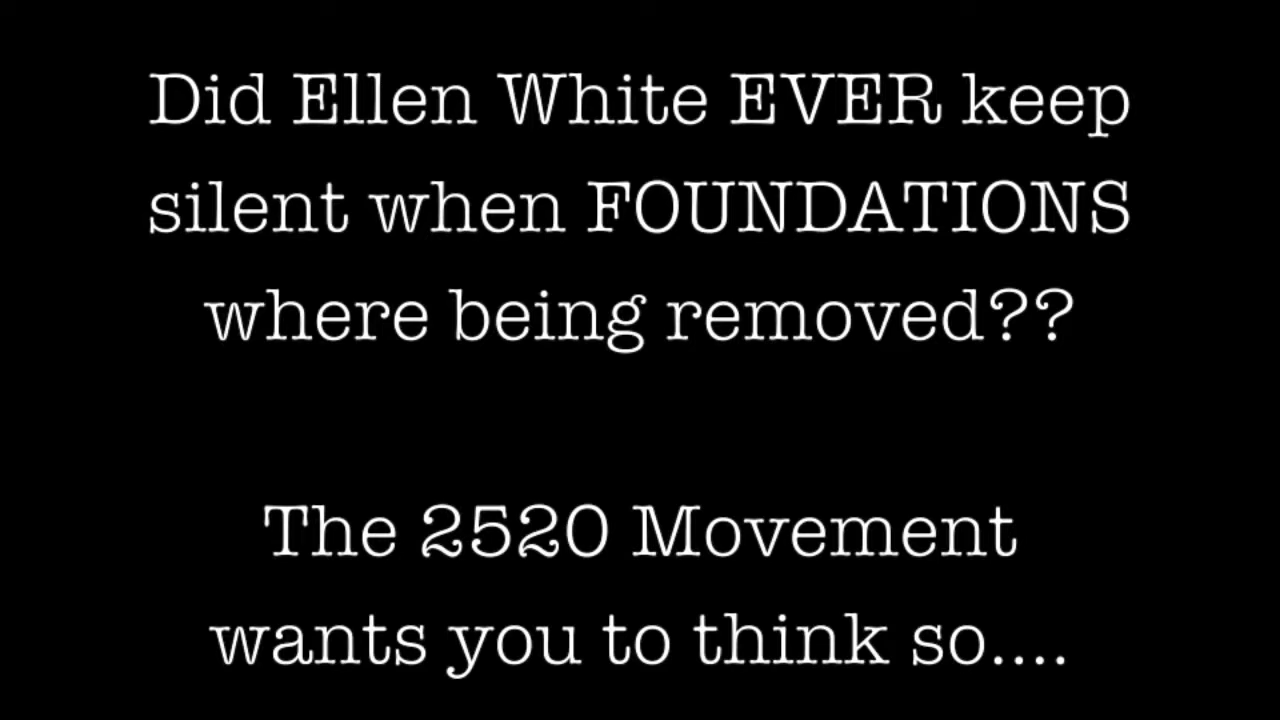 Did Ellen White EVER keep
silent when FOUNDATIONS
where being removed??
The 2520 Movement
wants you to think so....